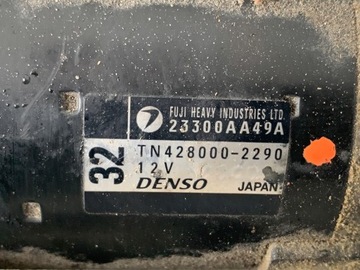 FUJI HEAVY INDUSTRIES LTD.
23300AA49A
32
TN428000-2290
12V
DENSO
JAPAN